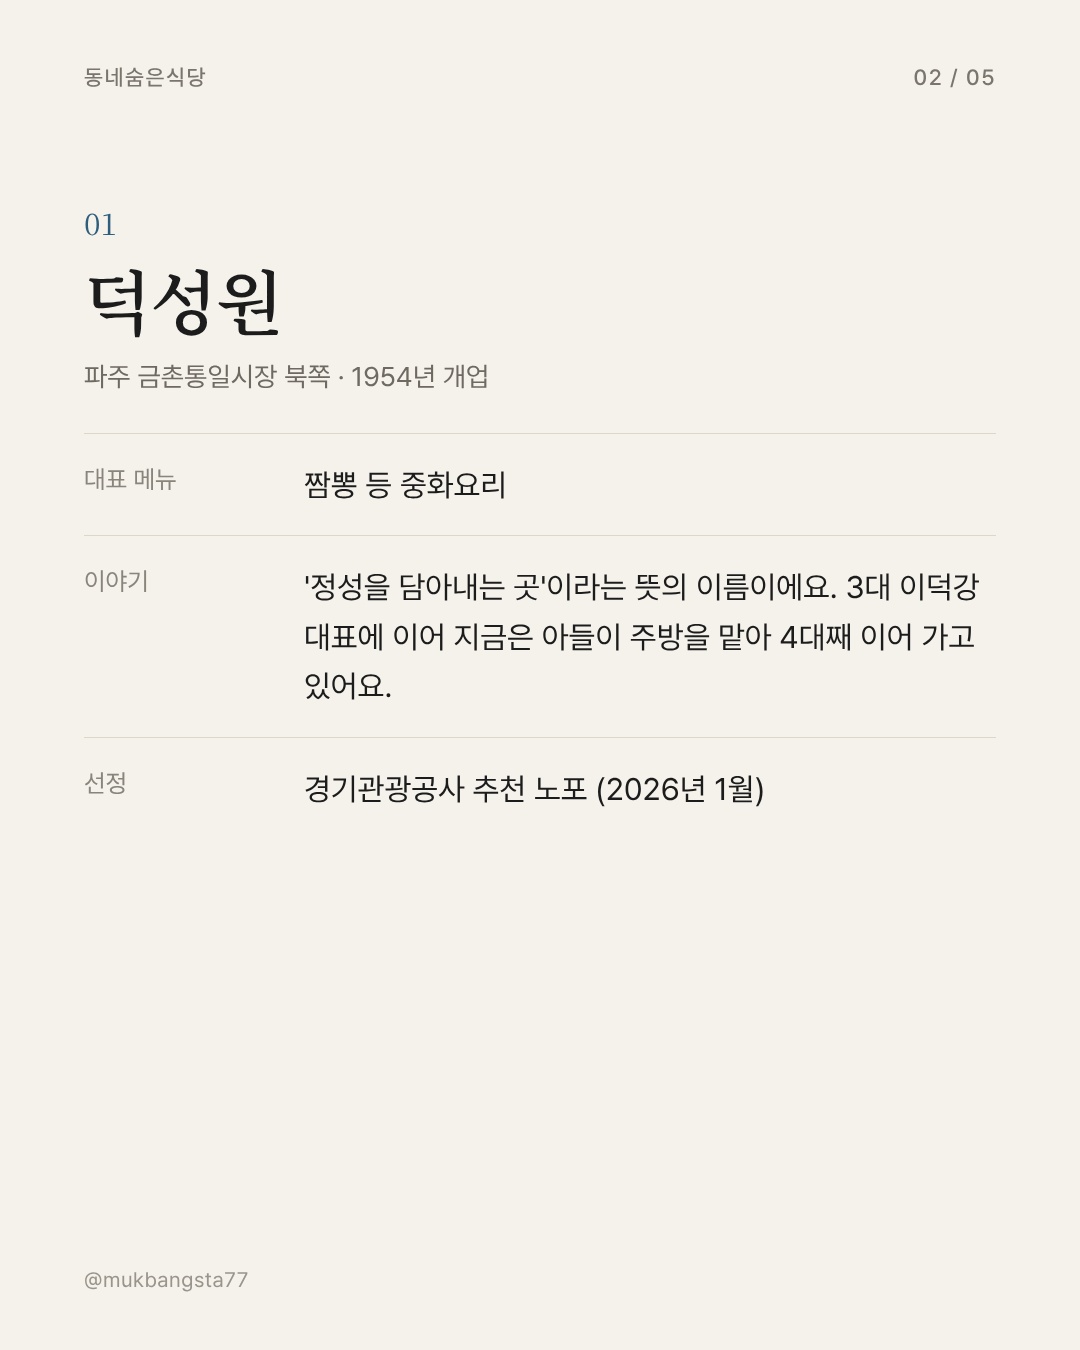 동네숨은식당
02 / 05
01
덕성원
파주 금촌통일시장 북쪽 · 1954년 개업
대표 메뉴
짬뽕 등 중화요리
이야기
'정성을 담아내는 곳'이라는 뜻의 이름이에요. 3대 이덕강
대표에 이어 지금은 아들이 주방을 맡아 4대째 이어 가고
있어요.
선정
경기관광공사 추천 노포 (2026년 1월)
@mukbangsta77